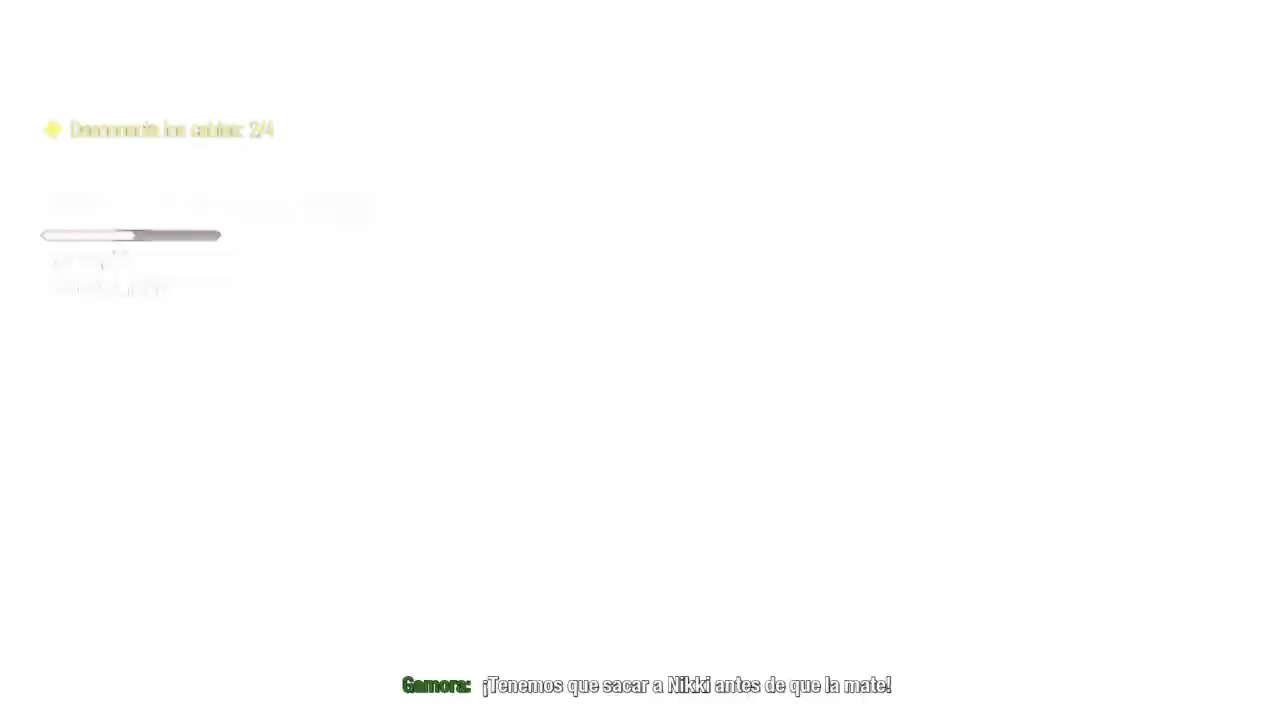 Desconecta los cables: 2/4
Gamora: ¡Tenemos que sacar a Nikki antes de que la mate!